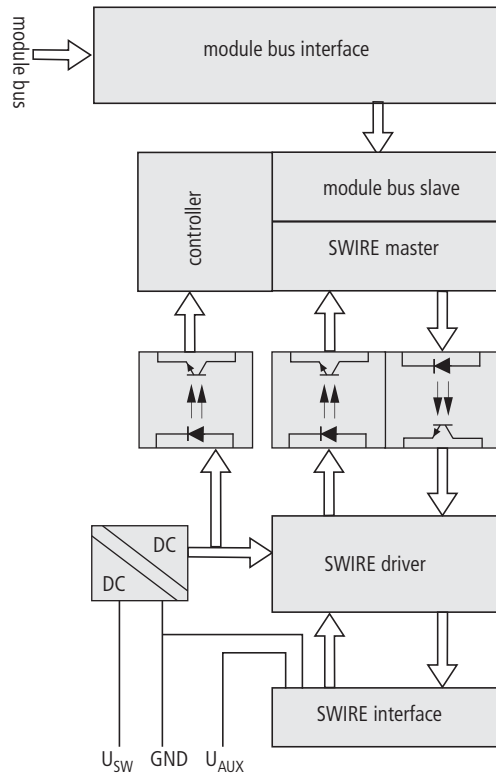 module bus
module bus interface
controller
module bus slave
SWIRE master
DC
DC
SWIRE driver
SWIRE interface
U_SW GND U_AUX